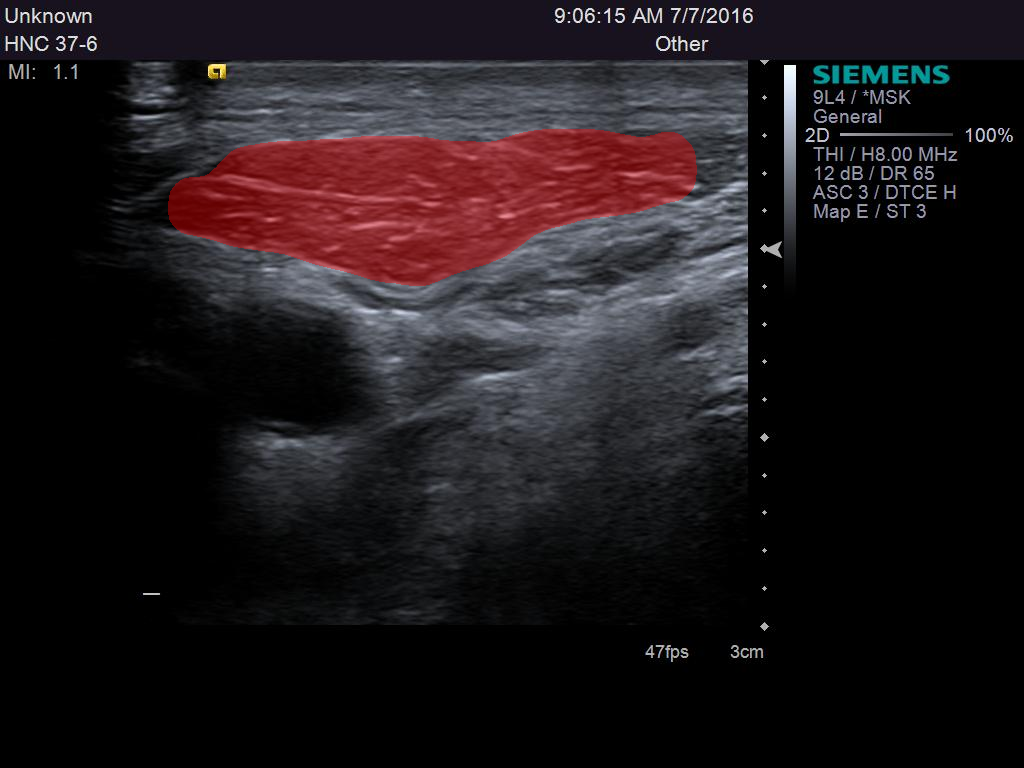 Unknown
9:06:15 AM 7/7/2016
HNC 37-6
Other
MI: 1.1
SIEMENS
9L4 / *MSK
General
2D
100%
THI / H8.00 MHz
12 dB / DR 65
ASC 3 / DTCE H
Map E / ST 3
47fps
3cm